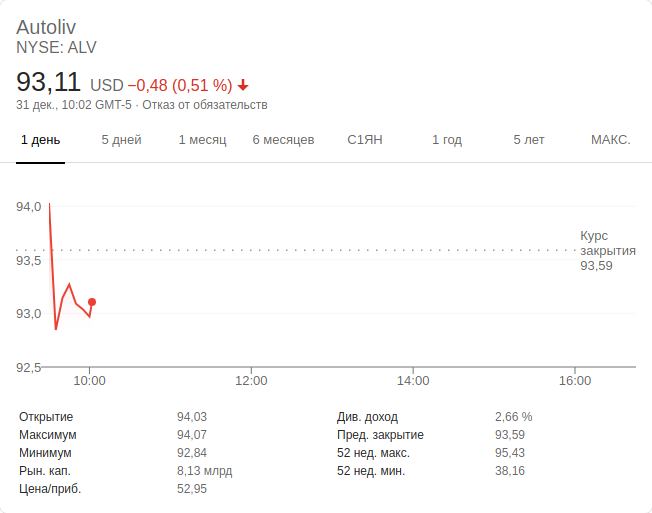 Autoliv
NYSE: ALV
93,11 USD −0,48 (0,51 %)
31 дек., 10:02 GMT-5 · Отказ от обязательств
1 день 5 дней 1 месяц 6 месяцев С1ЯН 1 год 5 лет МАКС.
94,0
Курс
закрытия
93,59
93,5
93,0
92,5
10:00 12:00 14:00 16:00
Открытие 94,03 Див. доход 2,66 %
Максимум 94,07 Пред. закрытие 93,59
Минимум 92,84 52 нед. макс. 95,43
Рын. кап. 8,13 млрд 52 нед. мин. 38,16
Цена/приб. 52,95